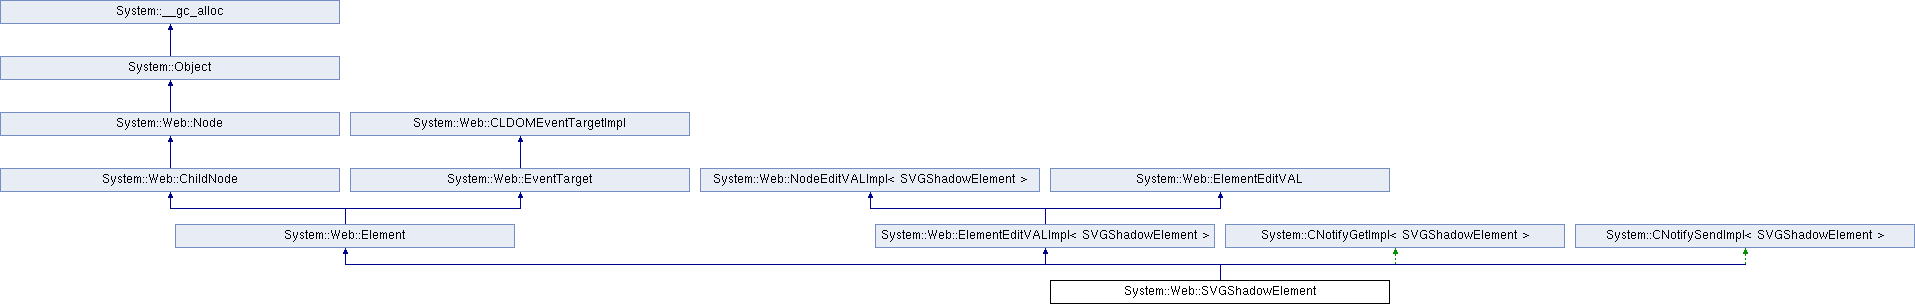 System::__gc_alloc
System::Object
System::Web::Node
System::Web::CLDOMEventTargetImpl
System::Web::ChildNode
System::Web::EventTarget
System::Web::NodeEditVALImpl< SVGShadowElement >
System::Web::ElementEditVAL
System::Web::Element
System::Web::ElementEditVALImpl< SVGShadowElement >
System::CNotifyGetImpl< SVGShadowElement >
System::CNotifySendImpl< SVGShadowElement >
System::Web::SVGShadowElement